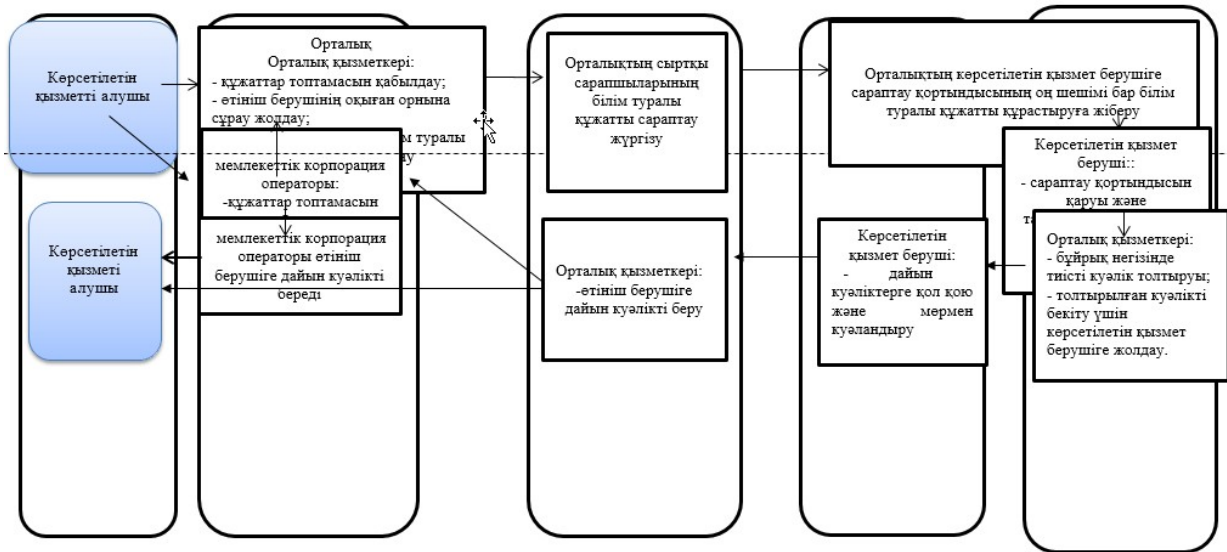 Көрсетілетін
қызметті алушы
Орталық
Орталық қызметкері:
- құжаттар топтамасын қабылдау;
- өтініш берушінің оқыған орнына
сұрау жолдау;
м туралы
мемлекеттік корпорация
операторы:
-құжаттар топтамасын
мемлекеттік корпорация
операторы өтініш
берушіге дайын куәлікті
береді
Көрсетілетін
қызметі
алушы
Орталықтың сыртқы
сарапшыларының
білім туралы
құжатты сараптау
жүргізу
Орталық қызметкері:
-өтініш берушіге
дайын куәлікті беру
Орталықтың көрсетілетін қызмет берушіге
сараптау қортындысының оң шешімі бар білім
туралы құжатты құрастыруға жіберу
Көрсетілетін қызмет
беруші::
- сараптау қортындысын
қаруы және
Көрсетілетін
қызмет беруші:
- дайын
куәліктерге қол қою
және мөрмен
куәландыру
Орталық қызметкері:
- бұйрық негізінде
тиісті куәлік толтыруы;
- толтырылған куәлікті
бекіту үшін
көрсетілетін қызмет
берушіге жолдау.